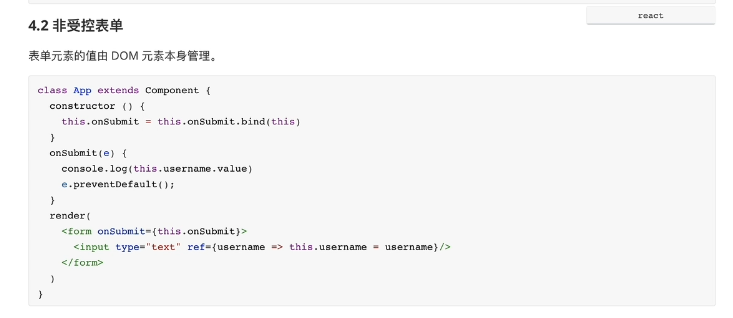 react
4.2 非受控表单
表单元素的值由 DOM 元素本身管理。
class App extends Component {
  constructor () {
    this.onSubmit = this.onSubmit.bind(this)
  }
  onSubmit(e) {
    console.log(this.username.value)
    e.preventDefault();
  }
  render(
    <form onSubmit={this.onSubmit}>
      <input type="text" ref={username => this.username = username}/>
    </form>
  )
}